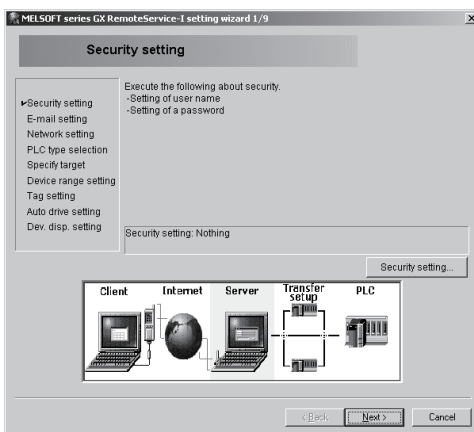 MELSOFT series GX RemoteService-I setting wizard 1/9
Security setting
✔Security setting
E-mail setting
Network setting
PLC type selection
Specify target
Device range setting
Tag setting
Auto drive setting
Dev. disp. setting
Execute the following about security.
-Setting of user name
-Setting of a password
Security setting: Nothing
Security setting...
Client Internet Server Transfer setup PLC
< Back Next > Cancel